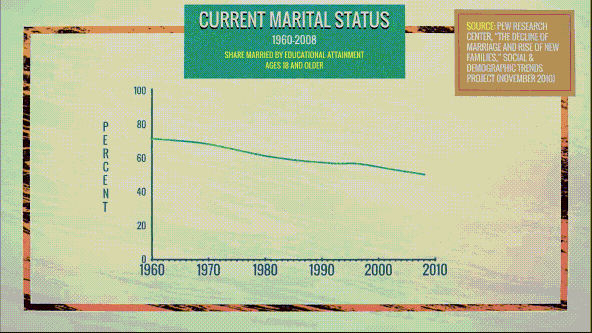 CURRENT MARITAL STATUS
1960-2008
SHARE MARRIED BY EDUCATIONAL ATTAINMENT
AGES 18 AND OLDER
SOURCE: PEW RESEARCH
CENTER, "THE DECLINE OF
MARRIAGE AND RISE OF NEW
FAMILIES," SOCIAL &
DEMOGRAPHIC TRENDS
PROJECT (NOVEMBER 2010)
PERCENT
100
80
60
40
20
0
1960 1970 1980 1990 2000 2010